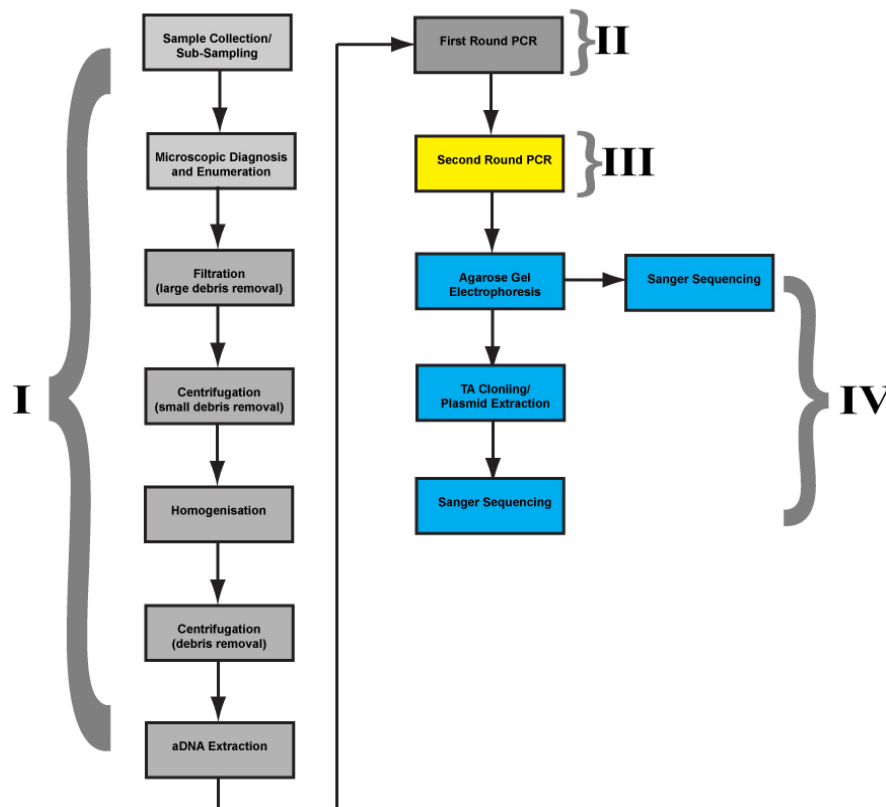 Sample Collection/
Sub-Sampling
Microscopic Diagnosis
and Enumeration
Filtration
(large debris removal)
Centrifugation
(small debris removal)
Homogenisation
Centrifugation
(debris removal)
aDNA Extraction
I
First Round PCR
II
Second Round PCR
III
Agarose Gel
Electrophoresis
Sanger Sequencing
TA Cloniing/
Plasmid Extraction
Sanger Sequencing
IV